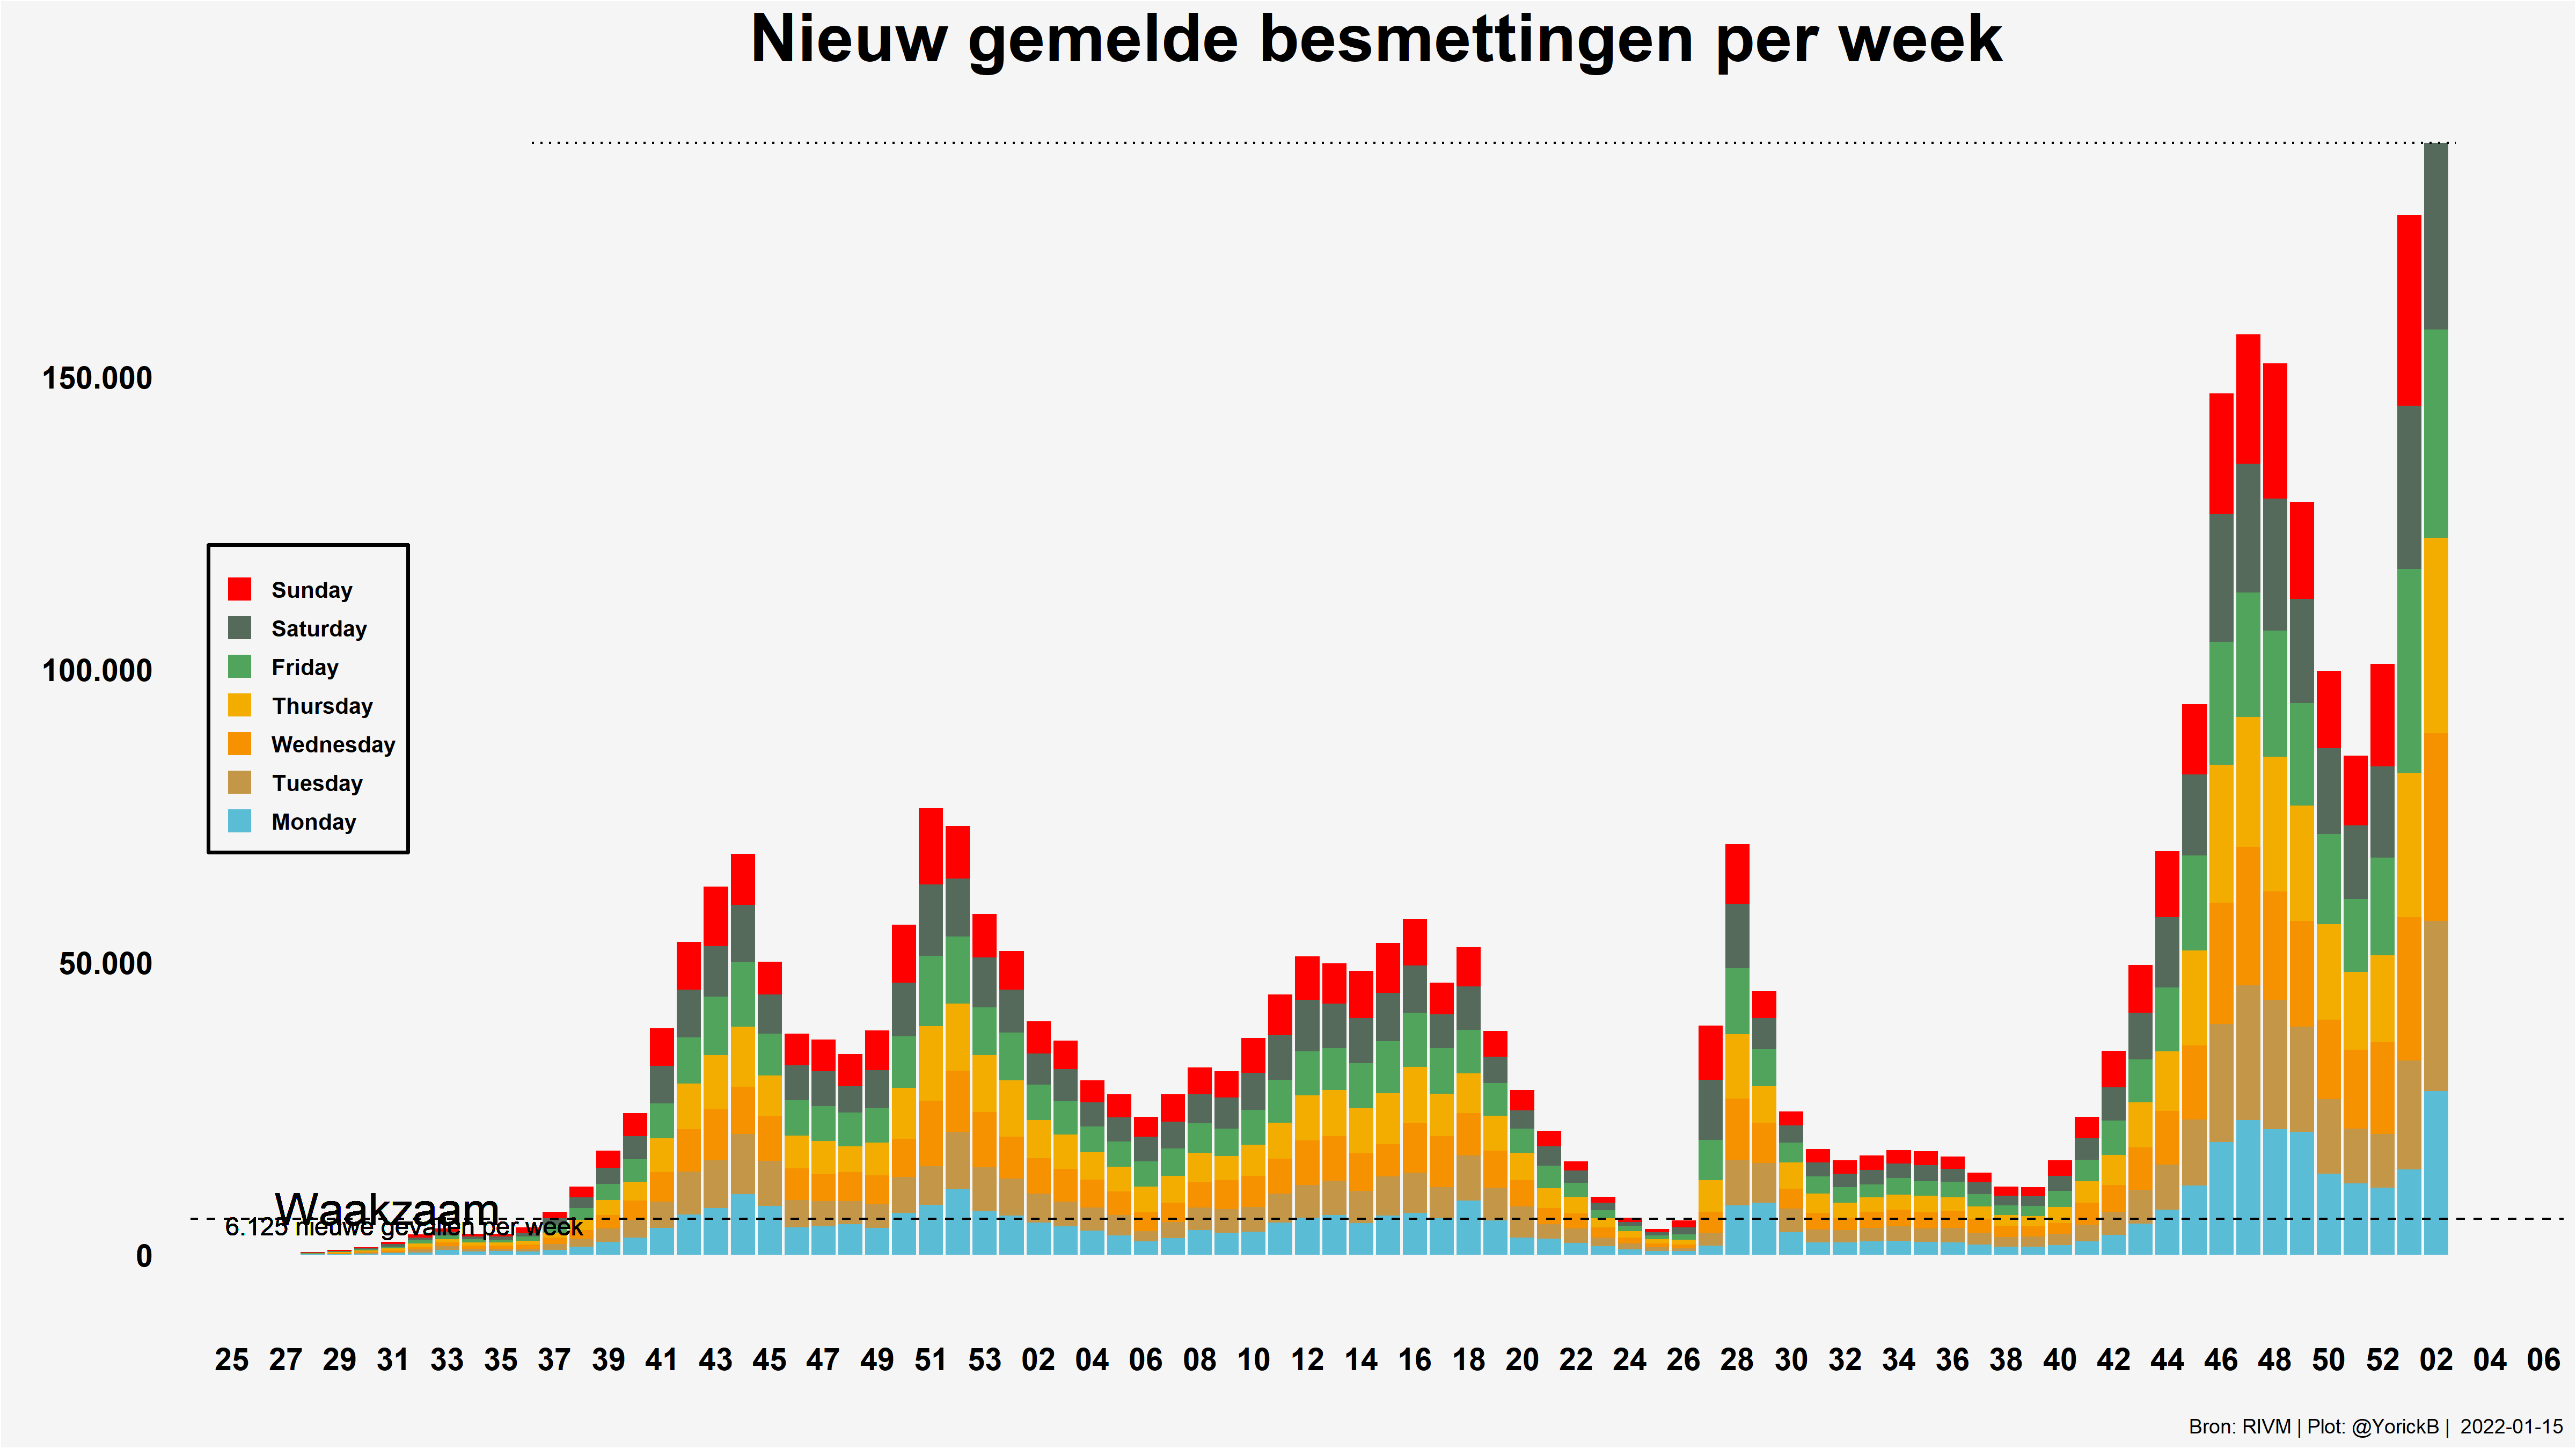 Nieuw gemelde besmettingen per week
150.000
100.000
50.000
0
Sunday
Saturday
Friday
Thursday
Wednesday
Tuesday
Monday
Waakzaam
6.125 nieuwe gevallen per week
25 27 29 31 33 35 37 39 41 43 45 47 49 51 53 02 04 06 08 10 12 14 16 18 20 22 24 26 28 30 32 34 36 38 40 42 44 46 48 50 52 02 04 06
Bron: RIVM | Plot: @YorickB | 2022-01-15